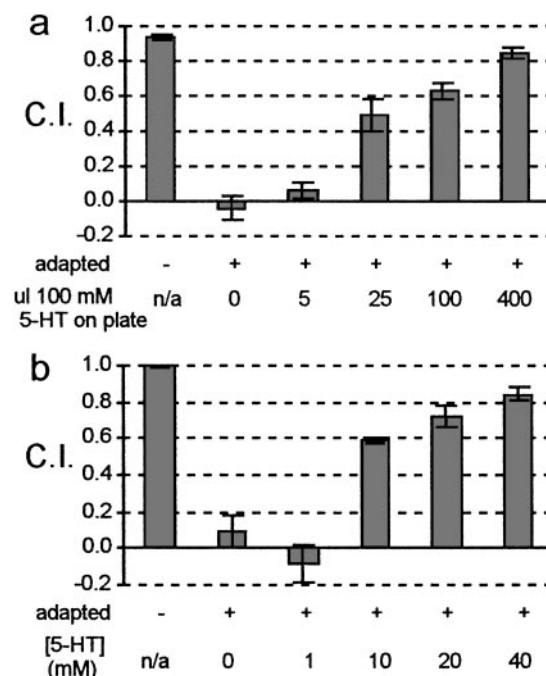 a
1.0
0.8
0.6
0.4
0.2
0.0
-0.2
C.I.
adapted - + + + + +
ul 100 mM n/a 0 5 25 100 400
5-HT on plate
b
1.0
0.8
0.6
0.4
0.2
0.0
-0.2
C.I.
adapted - + + + + +
[5-HT] n/a 0 1 10 20 40
(mM)